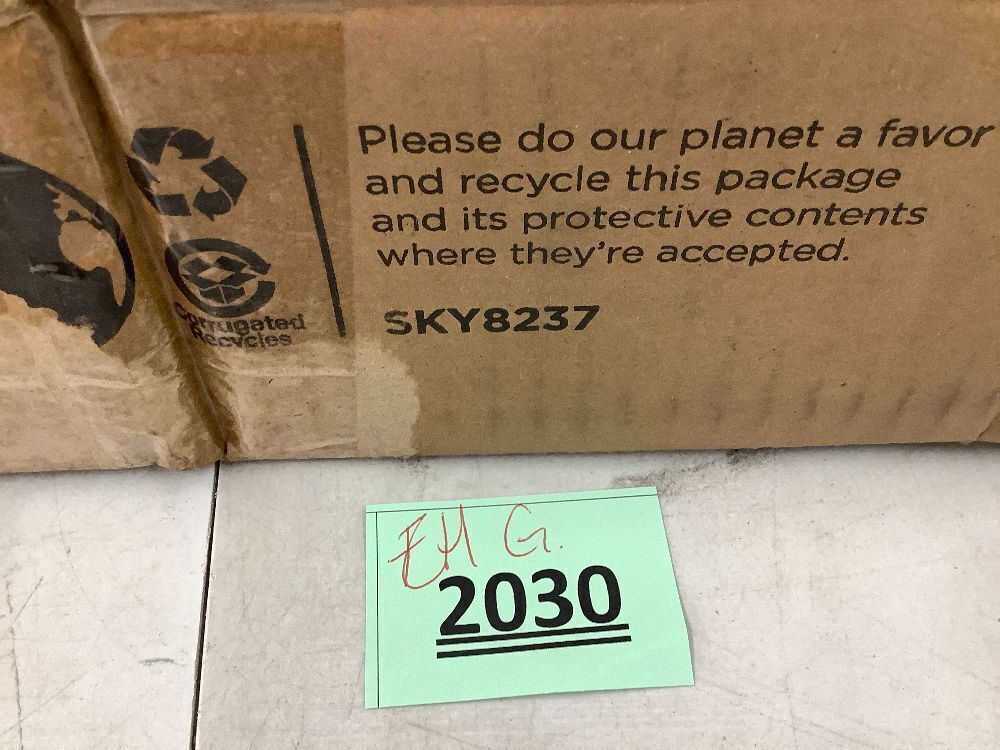 Please do our planet a favor
and recycle this package
and its protective contents
where they're accepted.
SKY8237
Corrugated
Recycles
EH G.
2030